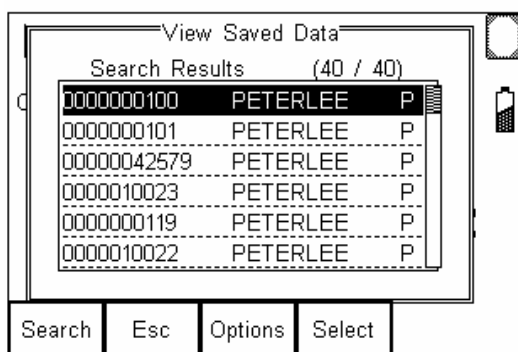 View Saved Data
Search Results (40 / 40)
0000000100 PETERLEE P
0000000101 PETERLEE P
00000042579 PETERLEE P
0000010023 PETERLEE P
0000000119 PETERLEE P
0000010022 PETERLEE P
Search Esc Options Select